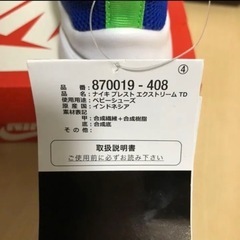 ④
品番 870019 - 408
品名: ナイキ プレスト エクストリーム TD
使用用途: ベビーシューズ
原産国: インドネシア
素材表記
甲: 合成繊維＋合成樹脂
底: 合成底
その他:
取扱説明書
ご使用前に必ずお読み下さい